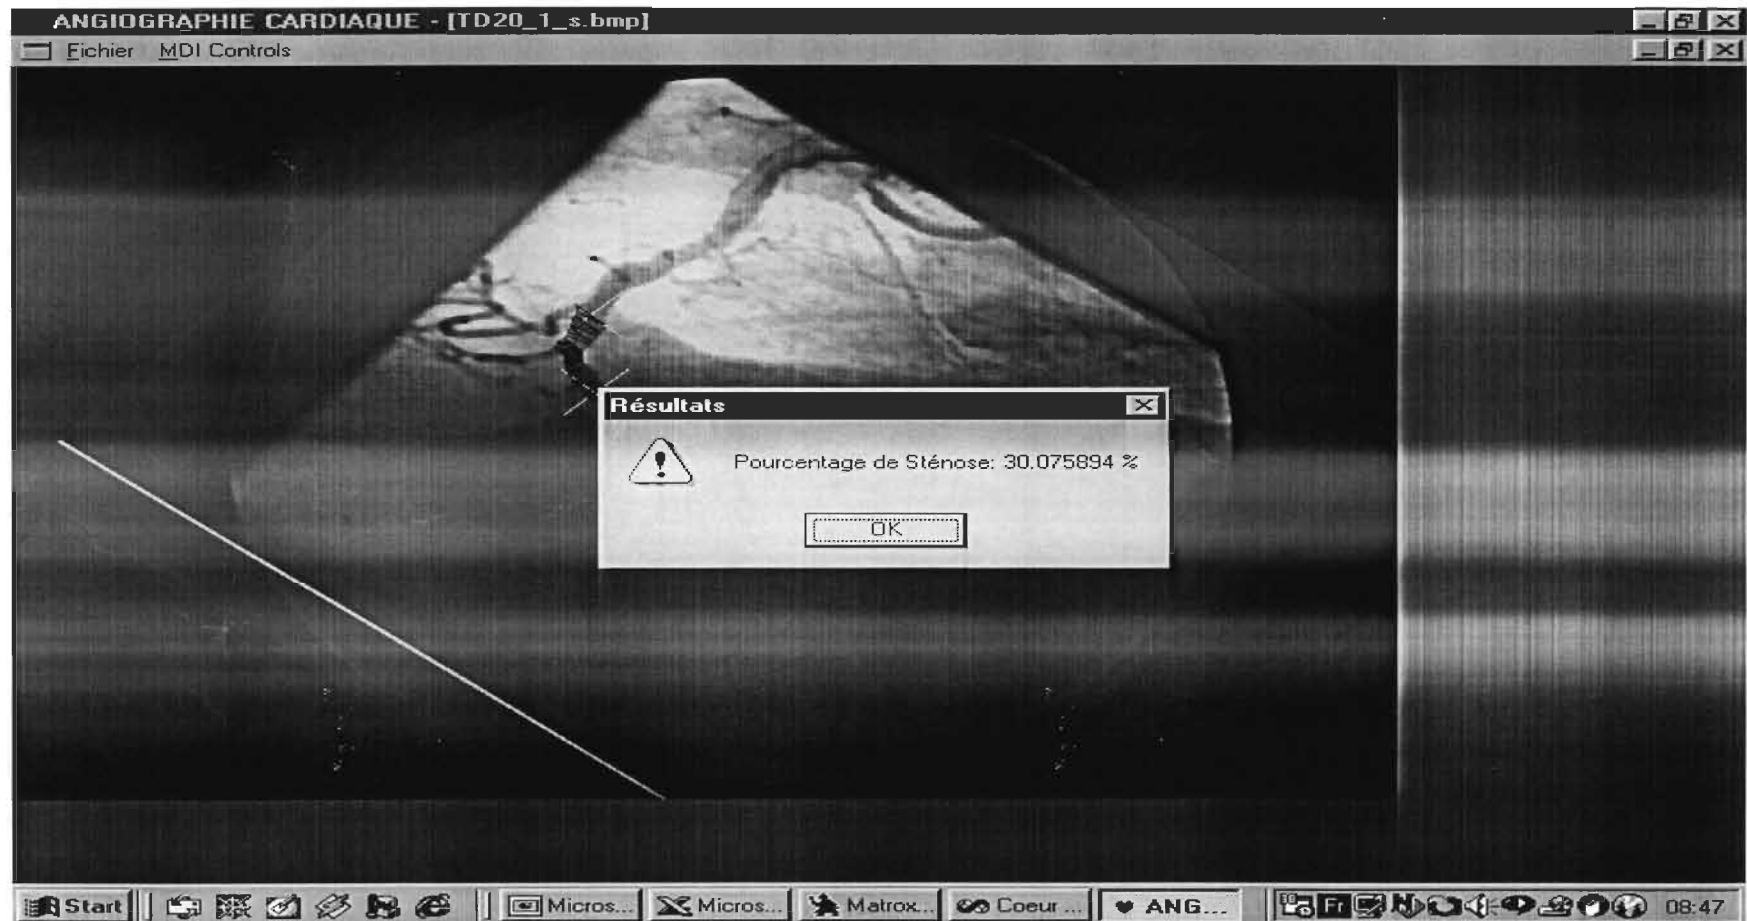 ANGIOGRAPHIE CARDIAQUE - [TD20_1_s.bmp]
Fichier MDI Controls
Résultats
Pourcentage de Sténose: 30.075894 %
OK
Start Micros... Micros... Matrox... Coeur ... ANG... 08:47